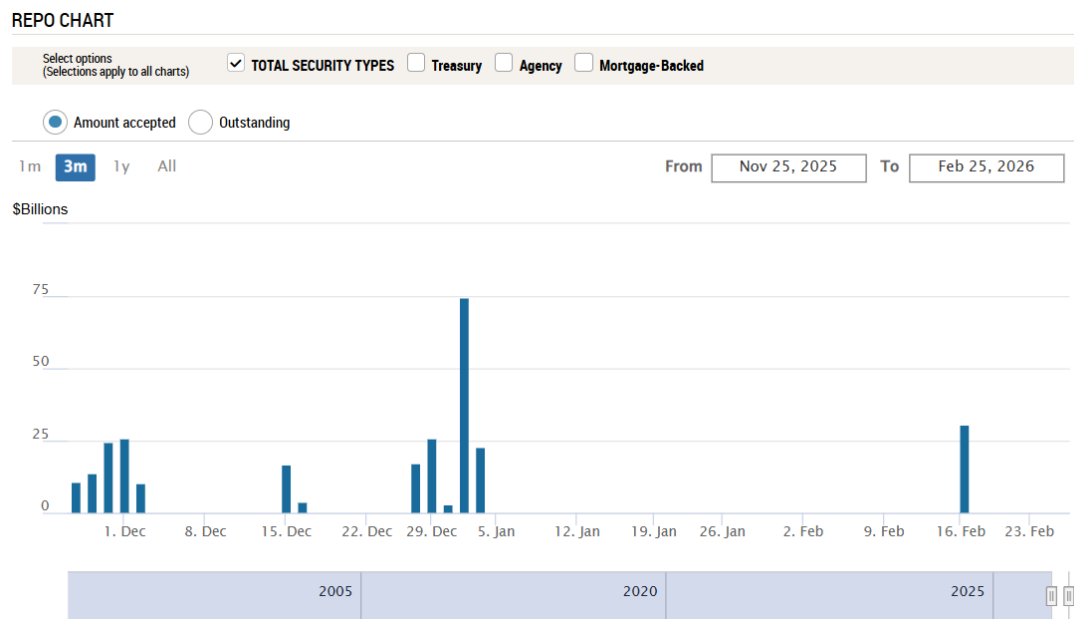 REPO CHART
Select options
(Selections apply to all charts)
TOTAL SECURITY TYPES Treasury Agency Mortgage-Backed
Amount accepted Outstanding
1m 3m 1y All From Nov 25, 2025 To Feb 25, 2026
$Billions
75
50
25
0
1. Dec 8. Dec 15. Dec 22. Dec 29. Dec 5. Jan 12. Jan 19. Jan 26. Jan 2. Feb 9. Feb 16. Feb 23. Feb
2005 2020 2025